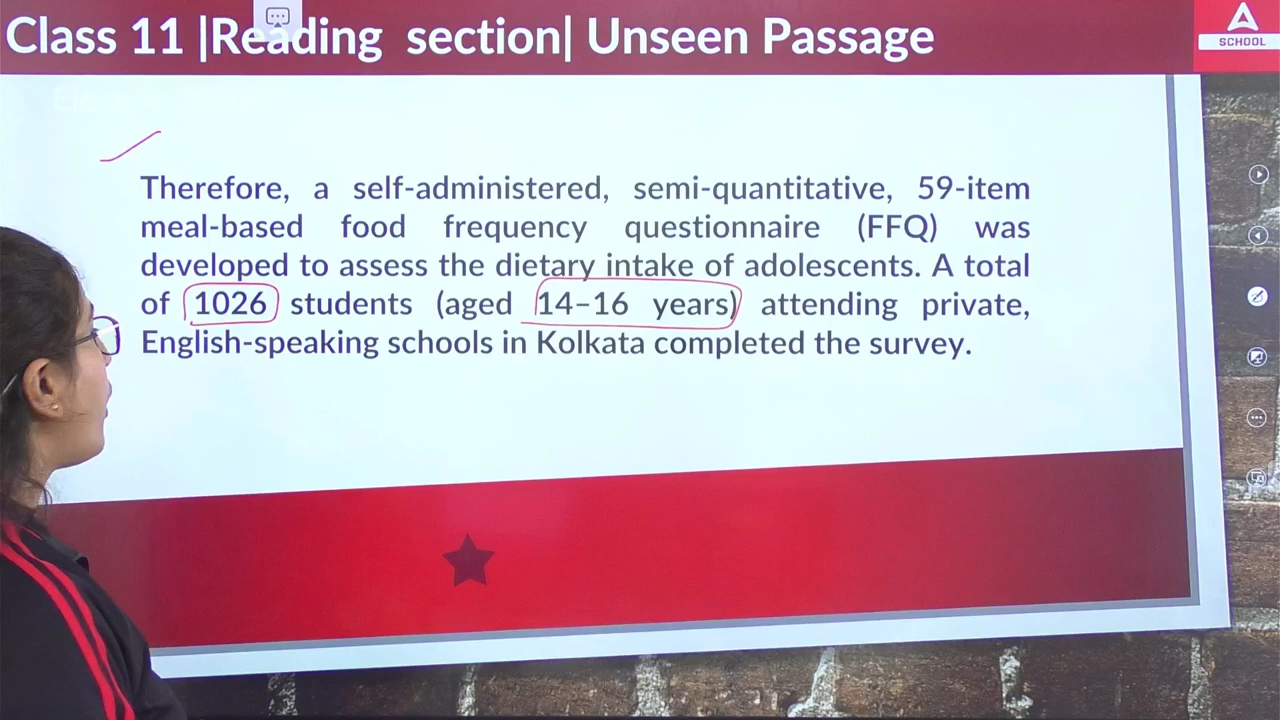 Class 11 |Reading section| Unseen Passage
SCHOOL
Therefore, a self-administered, semi-quantitative, 59-item
meal-based food frequency questionnaire (FFQ) was
developed to assess the dietary intake of adolescents. A total
of 1026 students (aged 14–16 years) attending private,
English-speaking schools in Kolkata completed the survey.